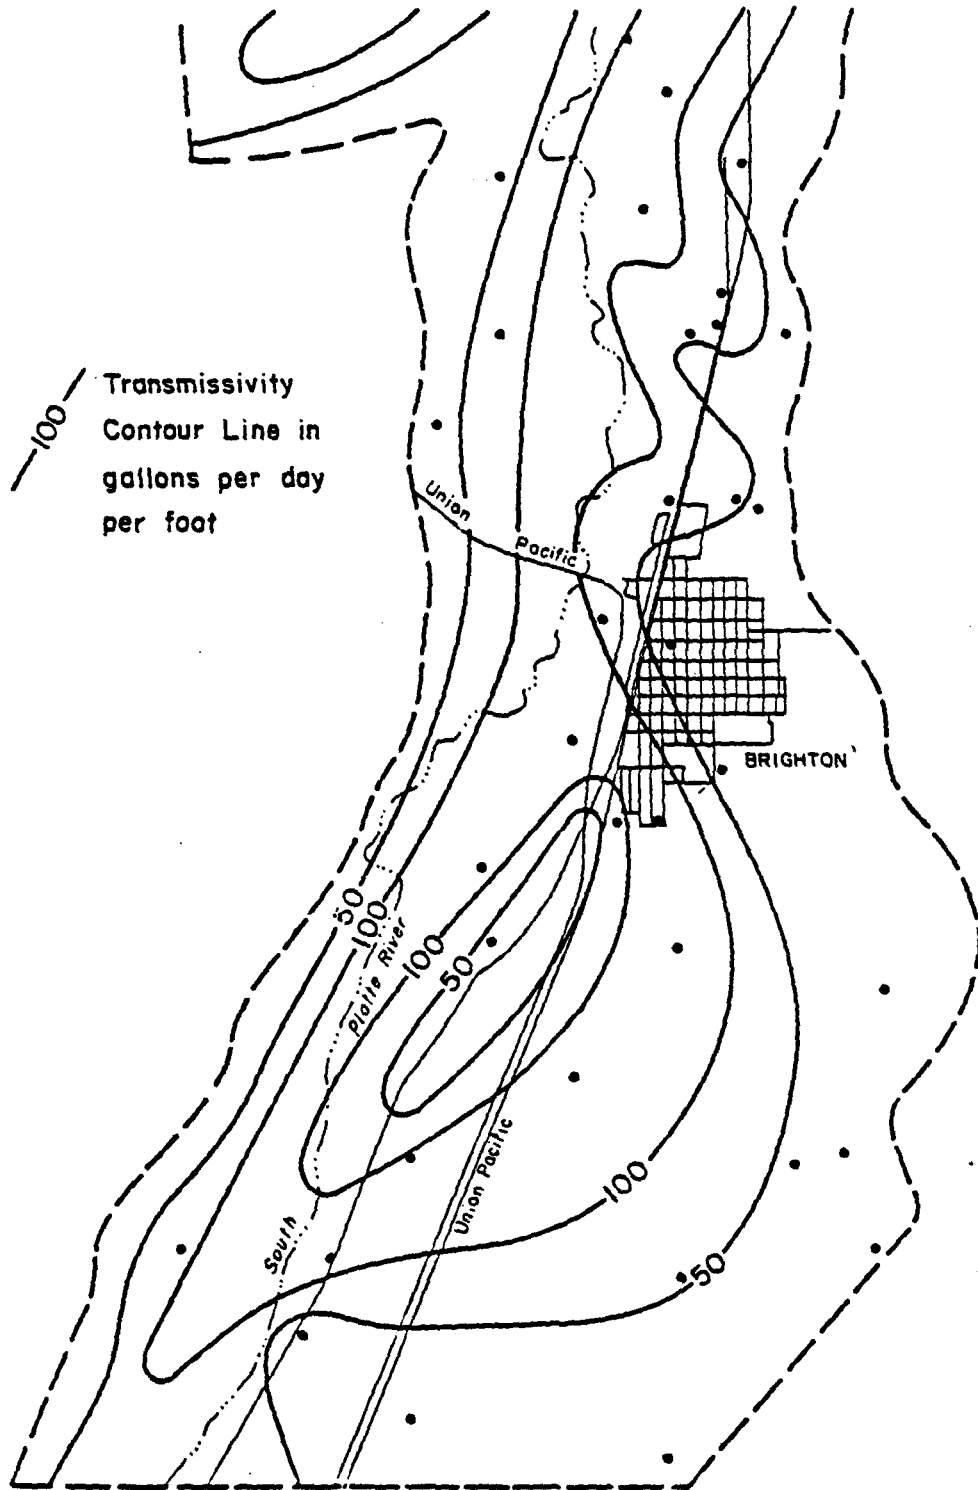 100
Transmissivity
Contour Line in
gallons per day
per foot
Union
Pacific
BRIGHTON
50
100
100
50
Platte River
Union Pacific
South
100
50